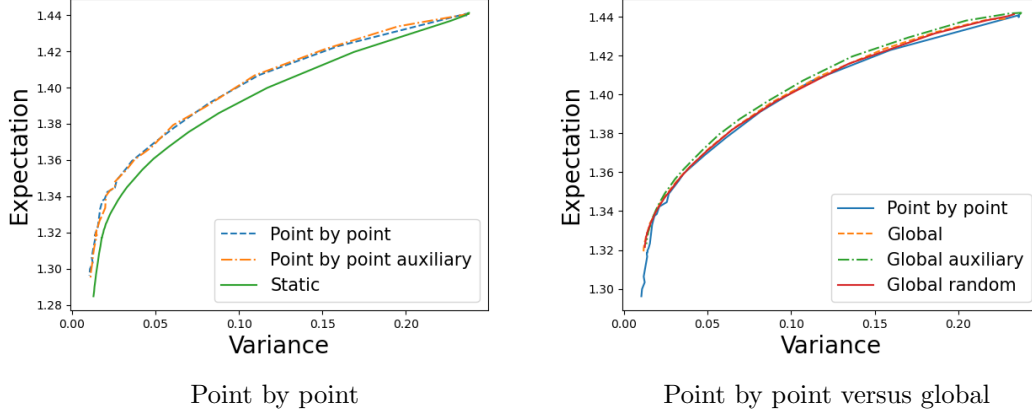 1.44
1.42
1.40
1.38
1.36
1.34
1.32
1.30
1.28
Expectation
0.00 0.05 0.10 0.15 0.20
Variance
Point by point
Point by point auxiliary
Static
Point by point
1.44
1.42
1.40
1.38
1.36
1.34
1.32
1.30
Expectation
0.00 0.05 0.10 0.15 0.20
Variance
Point by point
Global
Global auxiliary
Global random
Point by point versus global